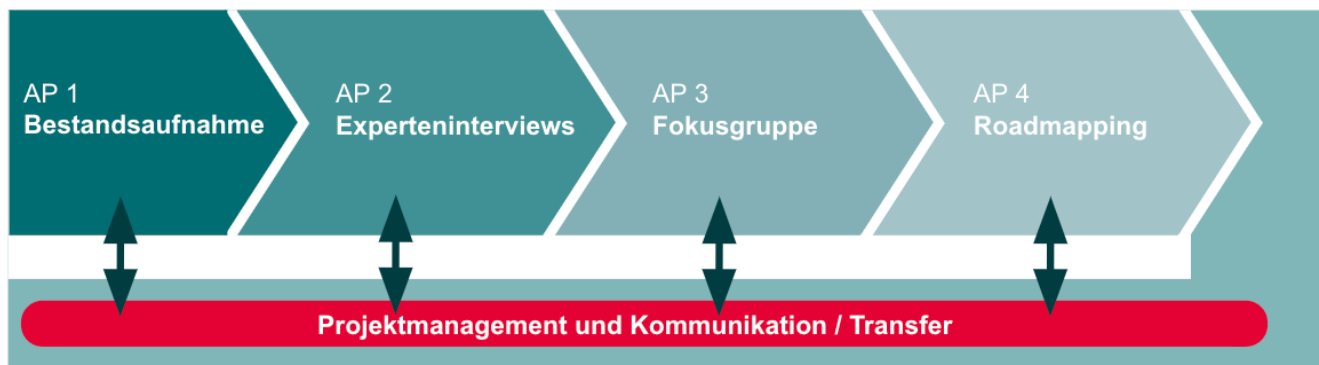 AP 1
Bestandsaufnahme
AP 2
Experteninterviews
AP 3
Fokusgruppe
AP 4
Roadmapping
Projektmanagement und Kommunikation / Transfer